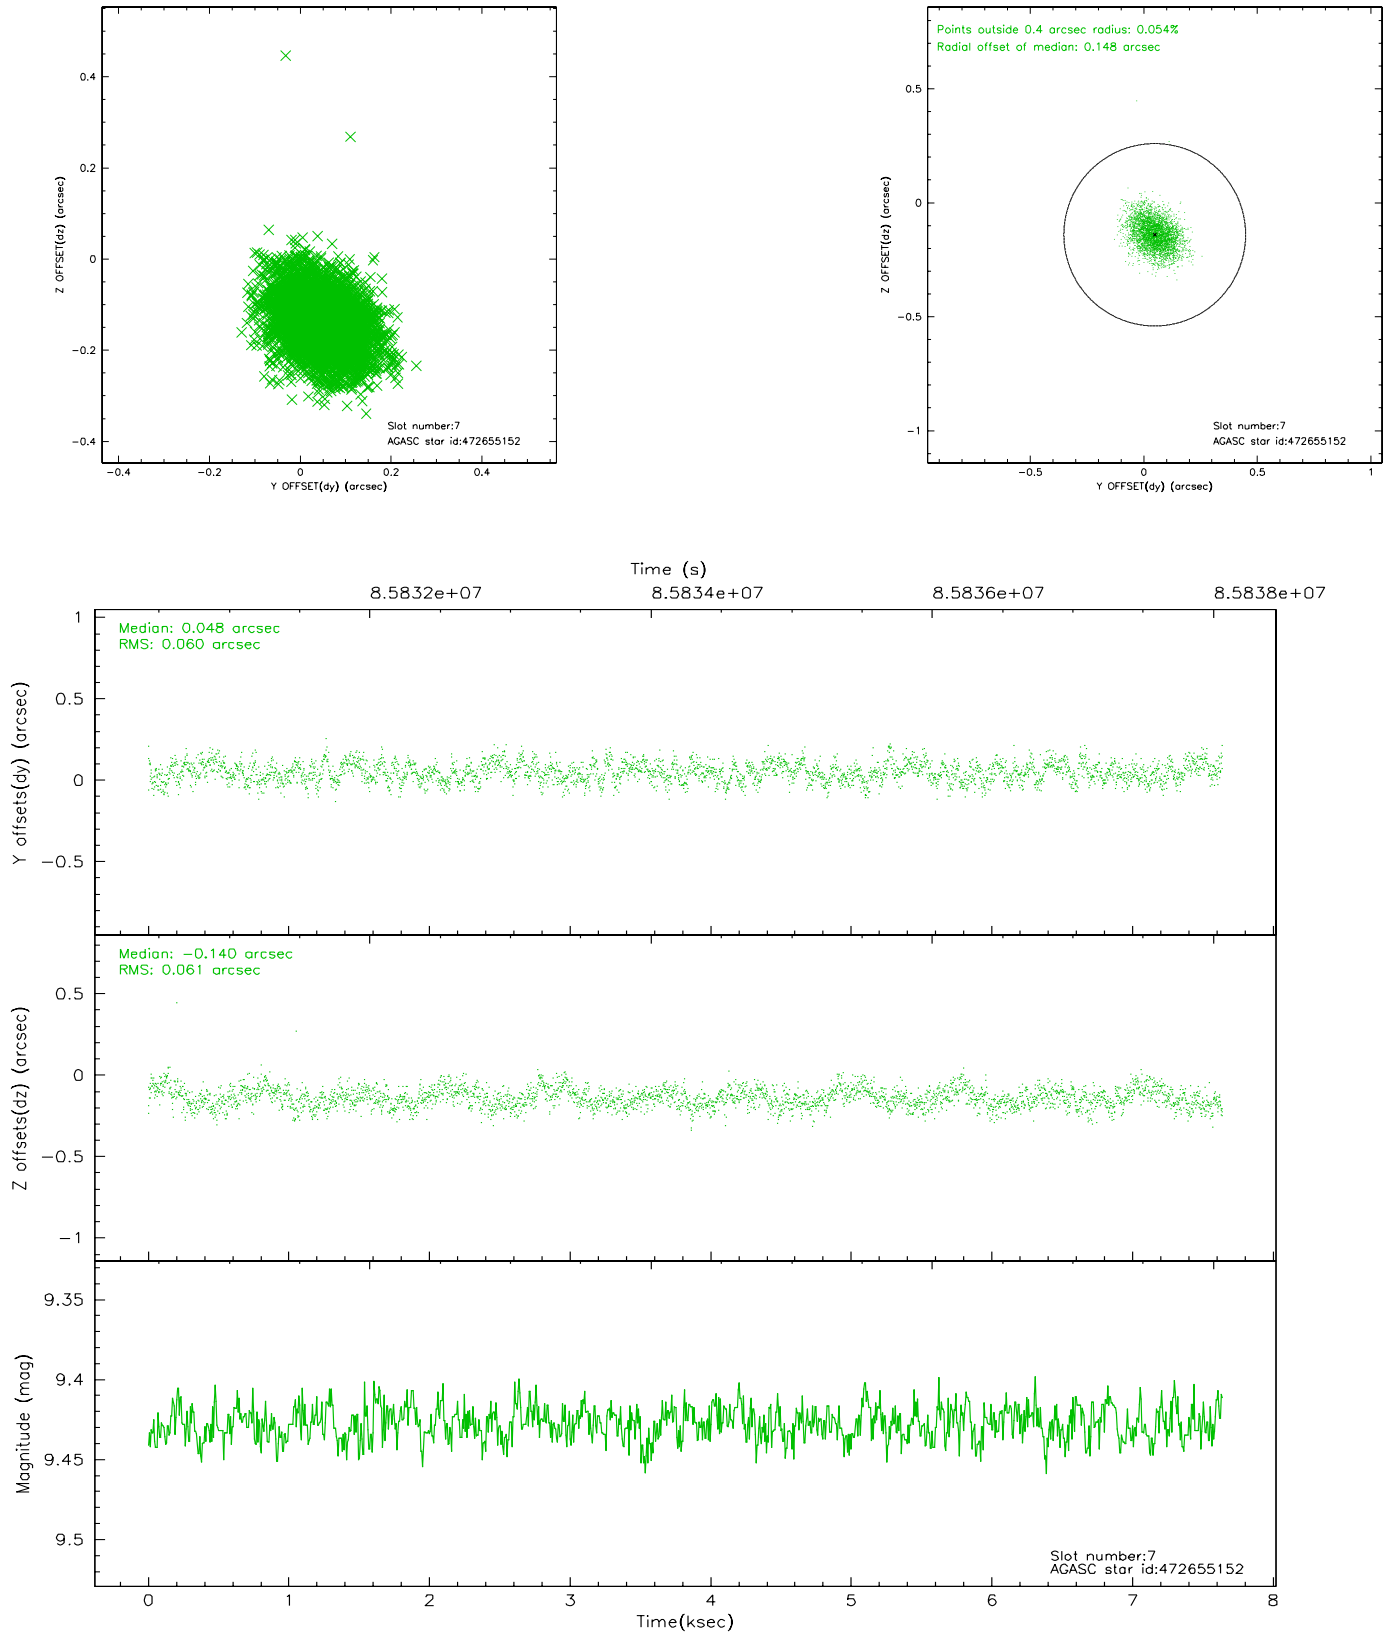 0.4
0.2
0
−0.2
−0.4
Z OFFSET(dz) (arcsec)
Slot number:7
AGASC star id:472655152
−0.4 −0.2 0 0.2 0.4
Y OFFSET(dy) (arcsec)
Points outside 0.4 arcsec radius: 0.054%
Radial offset of median: 0.148 arcsec
0.5
0
−0.5
−1
Z OFFSET(dz) (arcsec)
Slot number:7
AGASC star id:472655152
−0.5 0 0.5 1
Y OFFSET(dy) (arcsec)
Time (s)
8.5832e+07 8.5834e+07 8.5836e+07 8.5838e+07
Median: 0.048 arcsec
RMS: 0.060 arcsec
1
0.5
0
−0.5
Y offsets(dy) (arcsec)
Median: −0.140 arcsec
RMS: 0.061 arcsec
0.5
0
−0.5
−1
Z offsets(dz) (arcsec)
9.35
9.4
9.45
9.5
Magnitude (mag)
Slot number:7
AGASC star id:472655152
0 1 2 3 4 5 6 7 8
Time(ksec)